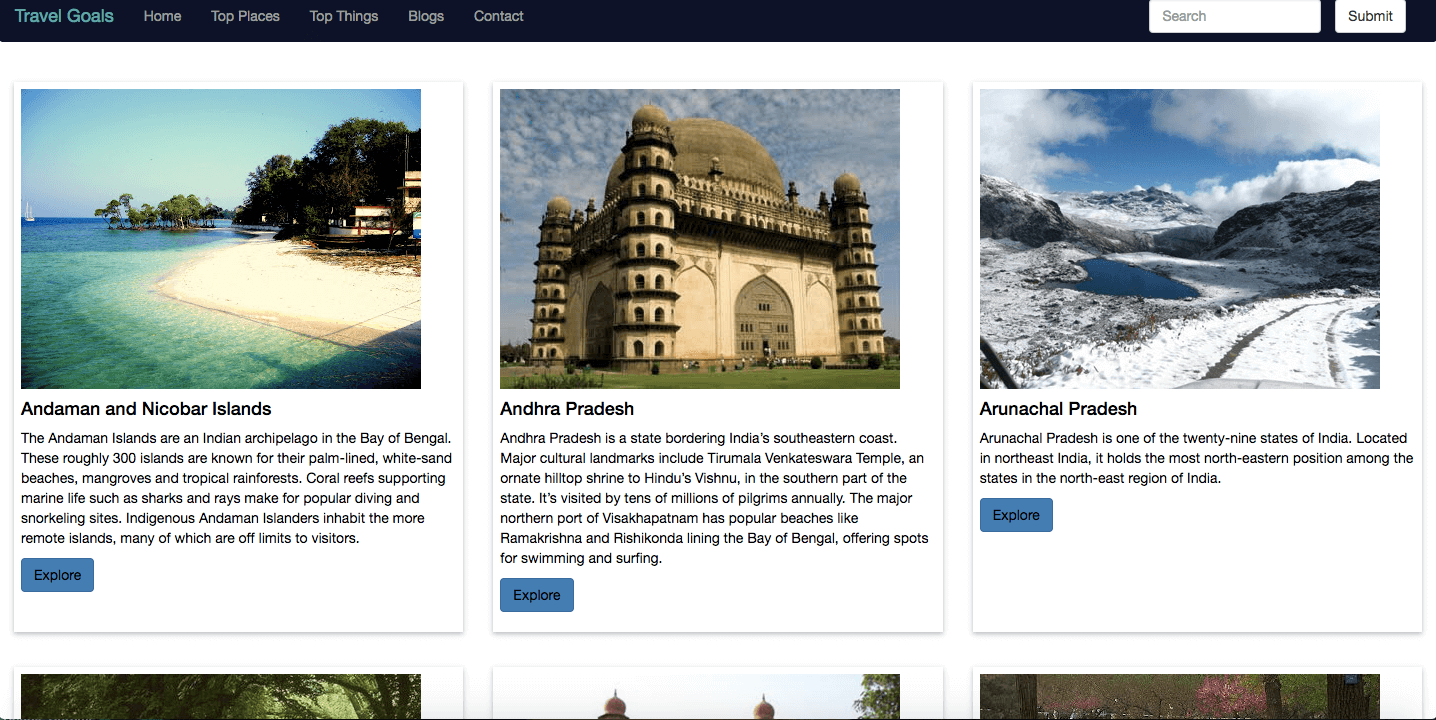 Travel Goals Home Top Places Top Things Blogs Contact Search Submit
Andaman and Nicobar Islands
The Andaman Islands are an Indian archipelago in the Bay of Bengal.
These roughly 300 islands are known for their palm-lined, white-sand
beaches, mangroves and tropical rainforests. Coral reefs supporting
marine life such as sharks and rays make for popular diving and
snorkeling sites. Indigenous Andaman Islanders inhabit the more
remote islands, many of which are off limits to visitors.
Explore
Andhra Pradesh
Andhra Pradesh is a state bordering India’s southeastern coast.
Major cultural landmarks include Tirumala Venkateswara Temple, an
ornate hilltop shrine to Hindu’s Vishnu, in the southern part of the
state. It’s visited by tens of millions of pilgrims annually. The major
northern port of Visakhapatnam has popular beaches like
Ramakrishna and Rishikonda lining the Bay of Bengal, offering spots
for swimming and surfing.
Explore
Arunachal Pradesh
Arunachal Pradesh is one of the twenty-nine states of India. Located
in northeast India, it holds the most north-eastern position among the
states in the north-east region of India.
Explore